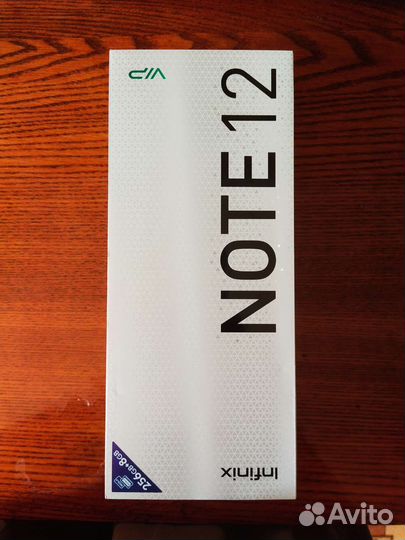 VIP
NOTE 12
Infinix
256GB+8GB
Avito